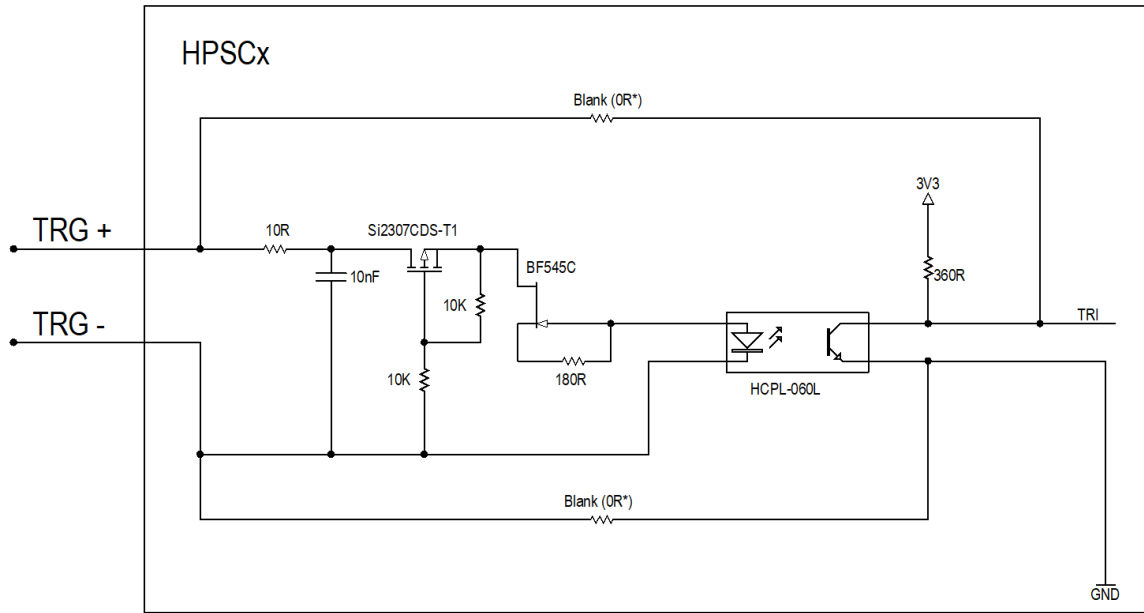 HPSCx
Blank (0R*)
3V3
TRG +
10R
Si2307CDS-T1
BF545C
10nF
10K
360R
TRG -
TRI
10K
180R
HCPL-060L
Blank (0R*)
GND